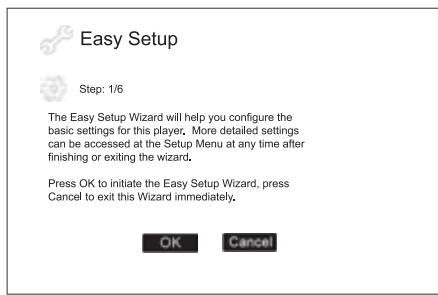 Easy Setup
Step: 1/6
The Easy Setup Wizard will help you configure the
basic settings for this player. More detailed settings
can be accessed at the Setup Menu at any time after
finishing or exiting the wizard.
Press OK to initiate the Easy Setup Wizard, press
Cancel to exit this Wizard immediately.
OK Cancel